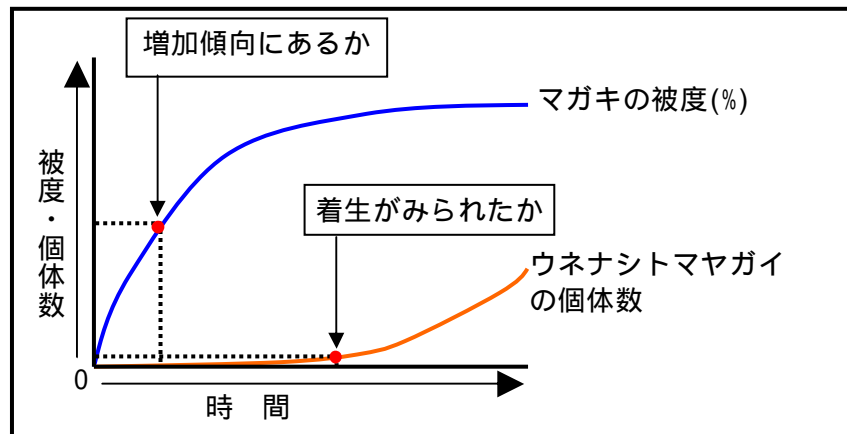 増加傾向にあるか
マガキの被度(%)
被度・個体数
着生がみられたか
ウネナシトマヤガイ
の個体数
0
時 間